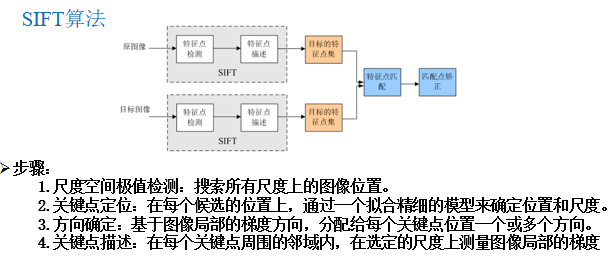 SIFT算法
原图像
特征点
检测
特征点
描述
SIFT
目标的特
征点集
目标图像
特征点
检测
特征点
描述
SIFT
目标的特
征点集
特征点匹
配
匹配点矫
正
步骤:
1.尺度空间极值检测:搜索所有尺度上的图像位置。
2.关键点定位:在每个候选的位置上,通过一个拟合精细的模型来确定位置和尺度。
3.方向确定:基于图像局部的梯度方向,分配给每个关键点位置一个或多个方向。
4.关键点描述:在每个关键点周围的邻域内,在选定的尺度上测量图像局部的梯度